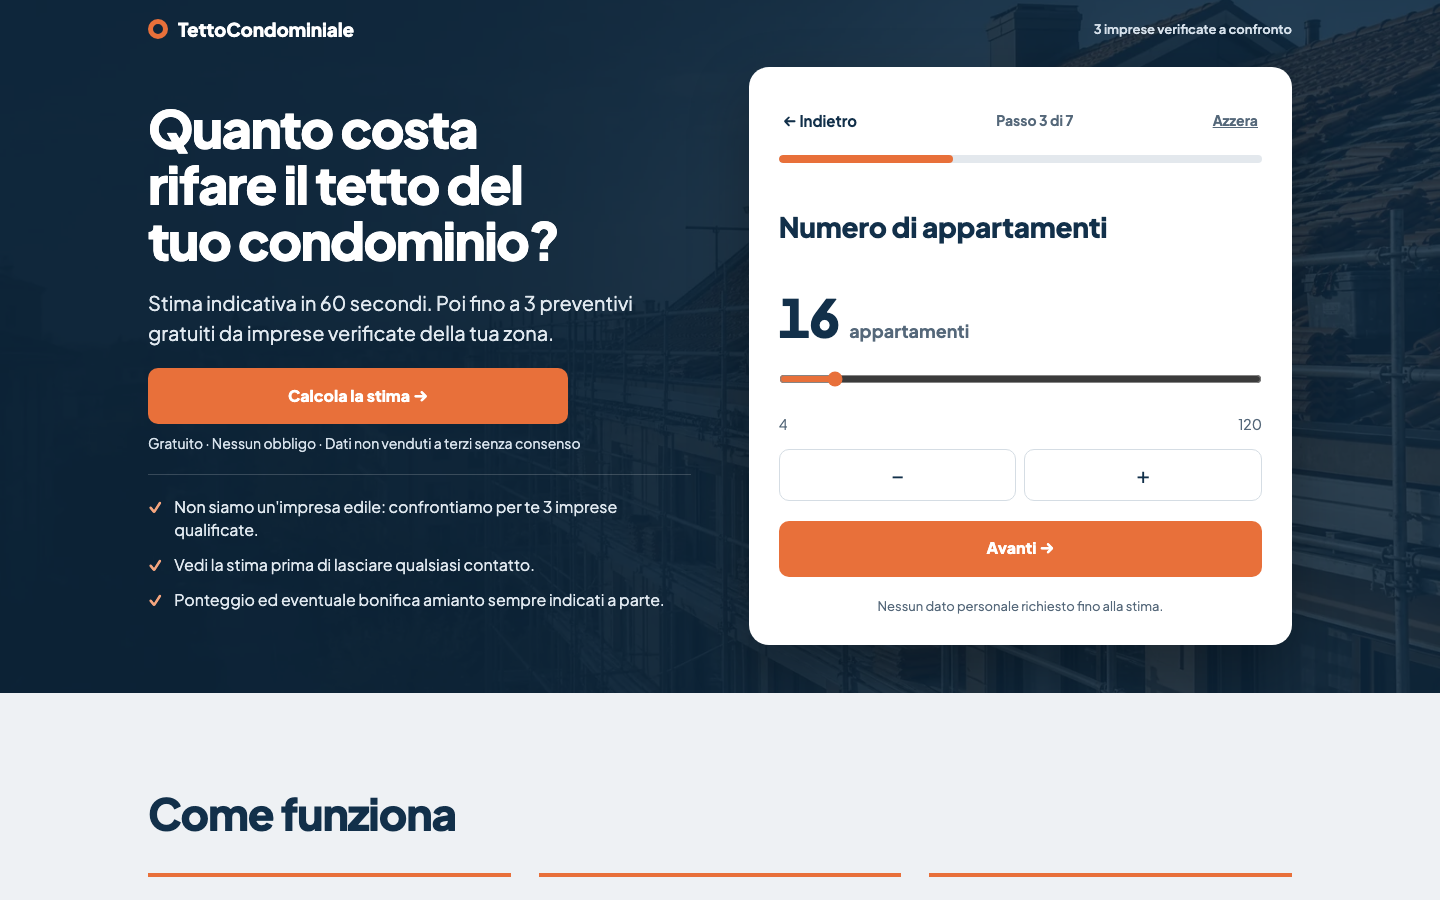 TettoCondominiale
3 imprese verificate a confronto
Quanto costa
rifare il tetto del
tuo condominio?
Stima indicativa in 60 secondi. Poi fino a 3 preventivi
gratuiti da imprese verificate della tua zona.
Calcola la stima →
Gratuito · Nessun obbligo · Dati non venduti a terzi senza consenso
Non siamo un'impresa edile: confrontiamo per te 3 imprese
qualificate.
Vedi la stima prima di lasciare qualsiasi contatto.
Ponteggio ed eventuale bonifica amianto sempre indicati a parte.
← Indietro
Passo 3 di 7
Azzera
Numero di appartamenti
16 appartamenti
4
120
−
+
Avanti →
Nessun dato personale richiesto fino alla stima.
Come funziona